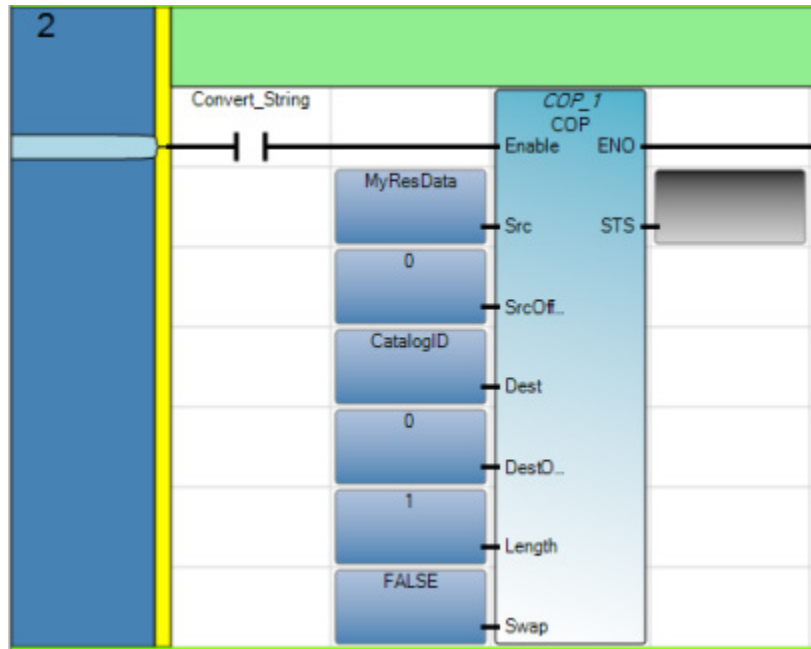 2
Convert_String
COP_1
COP
Enable ENO
MyResData
Src STS
0
SrcOff...
CatalogID
Dest
0
DestO...
1
Length
FALSE
Swap